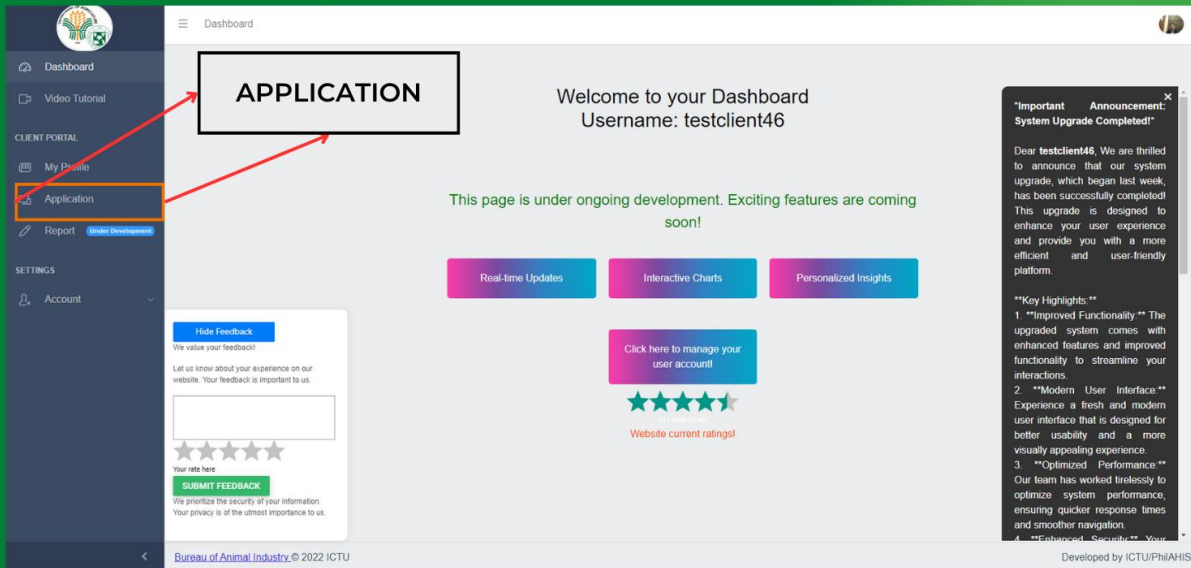 Dashboard
Dashboard
Video Tutorial
CLIENT PORTAL
My Profile
Application
Report Under Development
SETTINGS
Account
APPLICATION
Welcome to your Dashboard
Username: testclient46
This page is under ongoing development. Exciting features are coming
soon!
Real-time Updates
Interactive Charts
Personalized Insights
Click here to manage your
user account!
Website current ratings!
Hide Feedback
We value your feedback!
Let us know about your experience on our
website. Your feedback is important to us.
Your rate here
SUBMIT FEEDBACK
We prioritize the security of your information.
Your privacy is of the utmost importance to us.
*Important Announcement:
System Upgrade Completed!*
Dear testclient46, We are thrilled
to announce that our system
upgrade, which began last week,
has been successfully completed!
This upgrade is designed to
enhance your user experience
and provide you with a more
efficient and user-friendly
platform.
**Key Highlights:**
1. **Improved Functionality:** The
upgraded system comes with
enhanced features and improved
functionality to streamline your
interactions.
2. **Modern User Interface:**
Experience a fresh and modern
user interface that is designed for
better usability and a more
visually appealing experience.
3. **Optimized Performance:**
Our team has worked tirelessly to
optimize system performance,
ensuring quicker response times
and smoother navigation.
4. **Enhanced Security:** Your
Bureau of Animal Industry © 2022 ICTU
Developed by ICTU/PhilAHIS